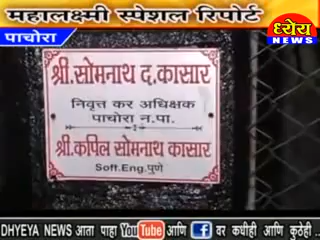 महालक्ष्मी स्पेशल रिपोर्ट
ध्येय
NEWS
पाचोरा
श्री. सोमनाथ द. कासार
निवृत्त कर अधिक्षक
पाचोरा न.पा.
श्री. कपिल सोमनाथ कासार
Soft.Eng.पुणे
DHYEYA NEWS आता पाहा YouTube आणि f वर कधीही आणि कुठेही ..